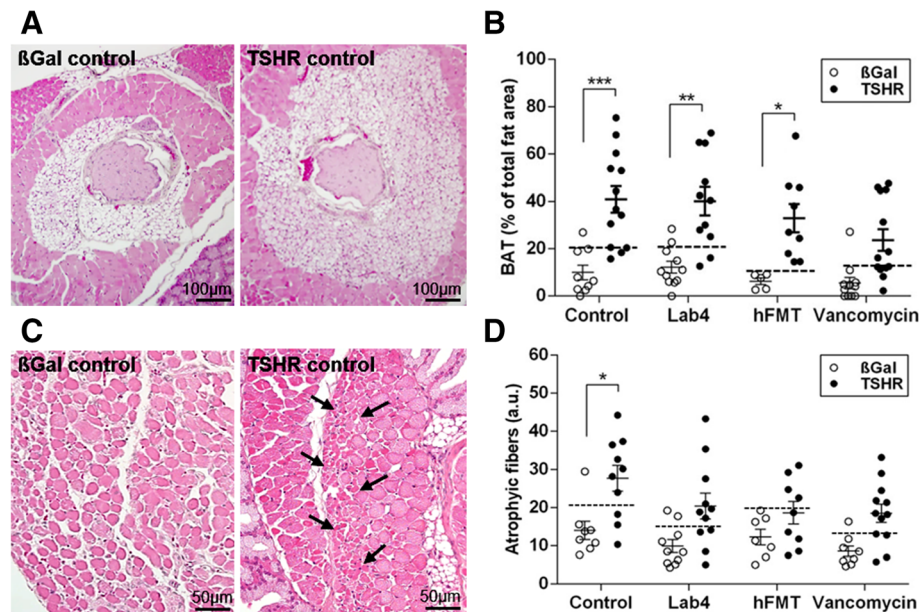 A
ßGal control
100µm
TSHR control
100µm
B
BAT (% of total fat area)
100
80
60
40
20
0
***
**
*
ßGal
TSHR
Control Lab4 hFMT Vancomycin
C
ßGal control
50µm
TSHR control
50µm
D
Atrophyic fibers (a.u.)
60
50
40
30
20
10
0
*
ßGal
TSHR
Control Lab4 hFMT Vancomycin